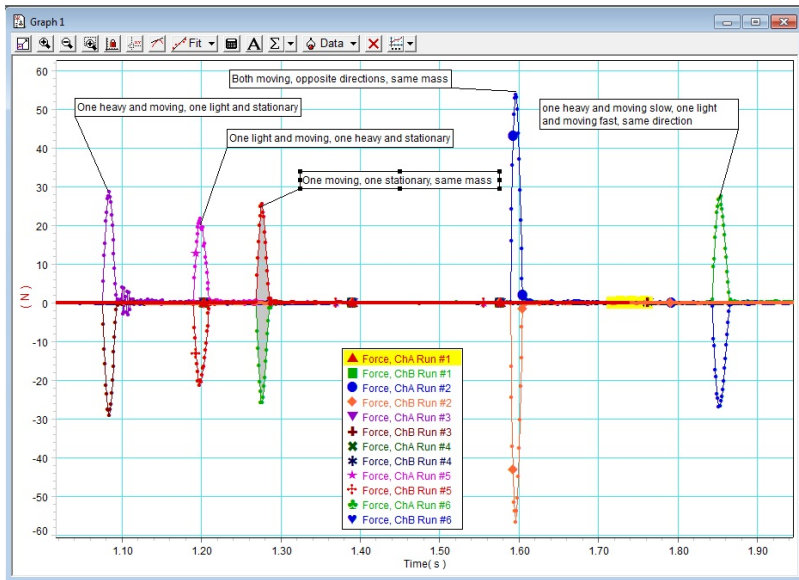 Graph 1
Fit
A
Σ
Data
Both moving, opposite directions, same mass
One heavy and moving, one light and stationary
one heavy and moving slow, one light
and moving fast, same direction
One light and moving, one heavy and stationary
One moving, one stationary, same mass
60
50
40
30
20
10
0
-10
-20
-30
-40
-50
-60
( N )
Force, ChA Run #1
Force, ChB Run #1
Force, ChA Run #2
Force, ChB Run #2
Force, ChA Run #3
Force, ChB Run #3
Force, ChA Run #4
Force, ChB Run #4
Force, ChA Run #5
Force, ChB Run #5
Force, ChA Run #6
Force, ChB Run #6
1.10 1.20 1.30 1.40 1.50 1.60 1.70 1.80 1.90
Time( s )